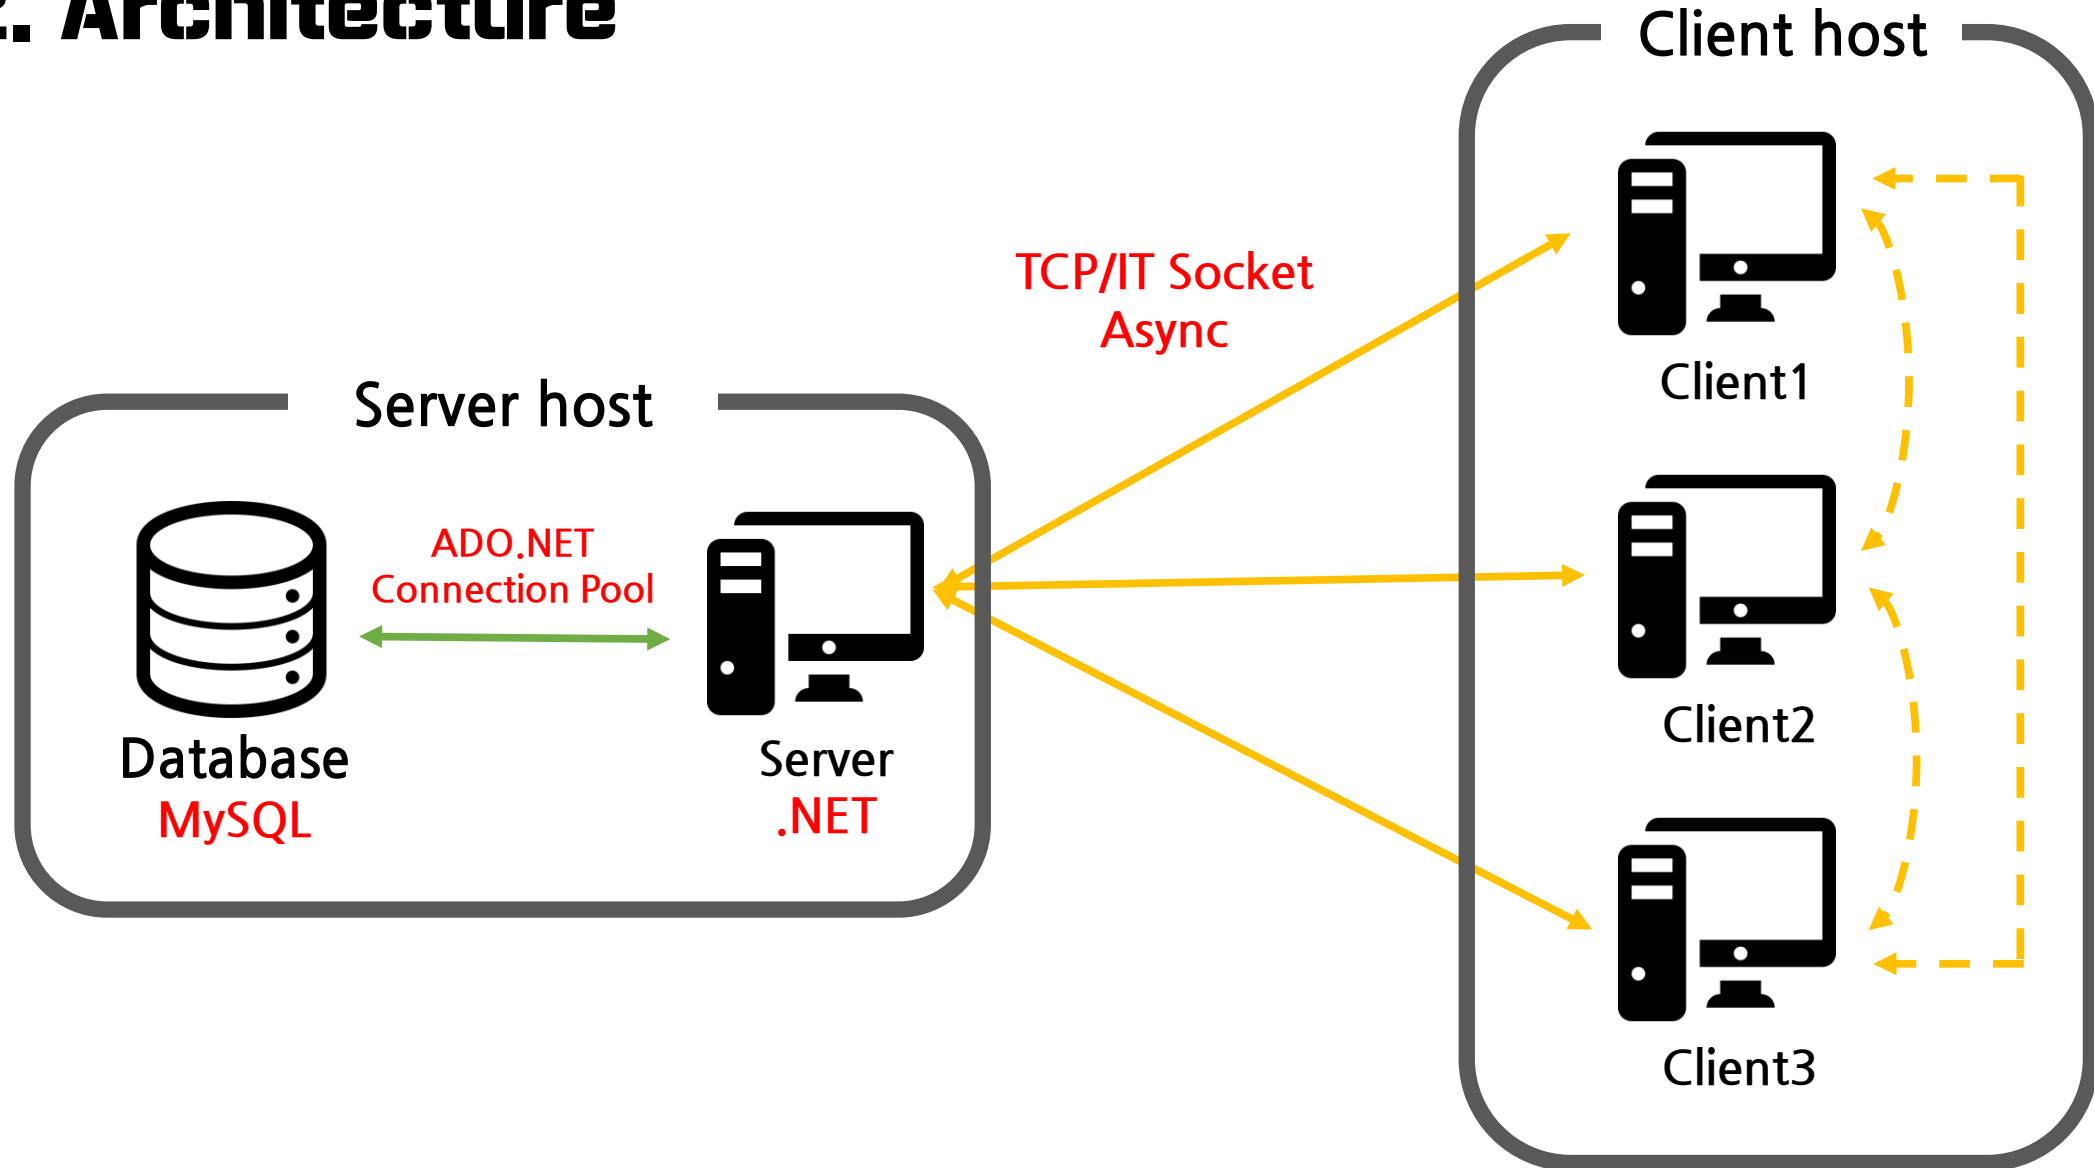 2. Architecture
Client host
TCP/IT Socket
Async
Client1
Server host
ADO.NET
Connection Pool
Client2
Database
MySQL
Server
.NET
Client3